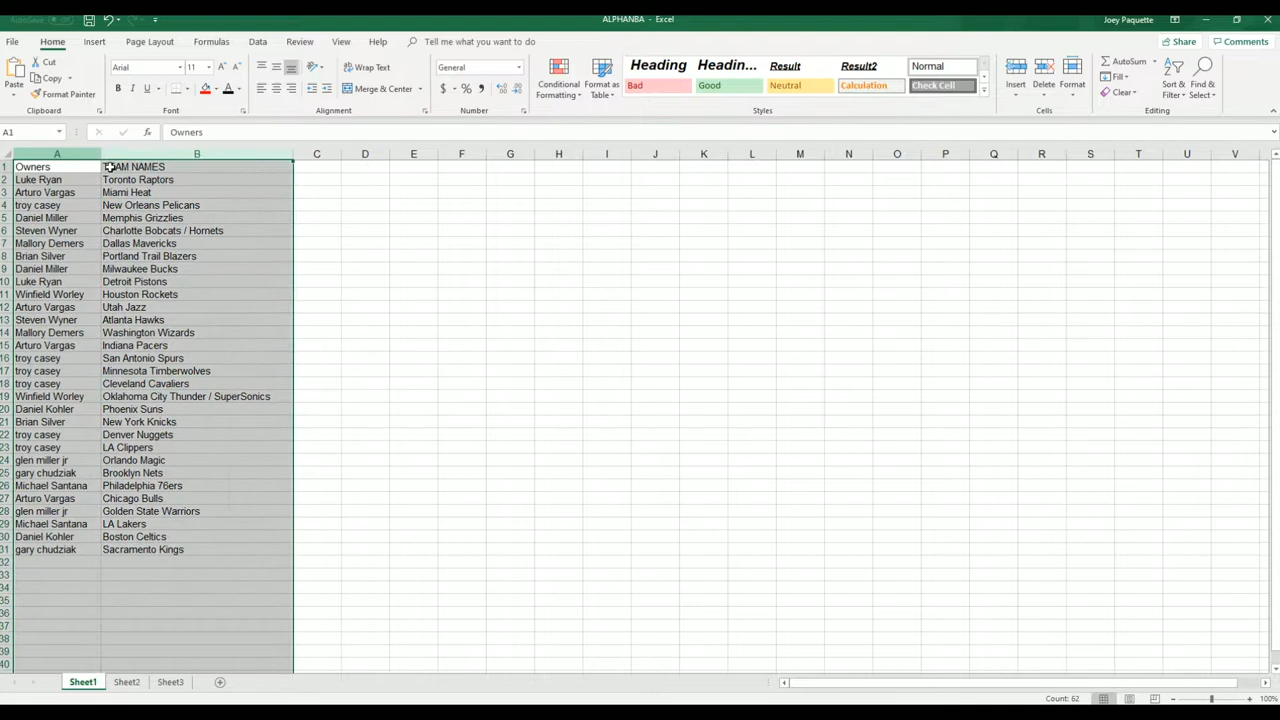 AutoSave Off
ALPHANBA - Excel
Joey Paquette
File Home Insert Page Layout Formulas Data Review View Help Tell me what you want to do Share Comments
Paste Cut Copy Format Painter Clipboard
Arial 11 A A B I U A Font
Wrap Text Merge & Center Alignment
General $ % , Number
Conditional Formatting Format as Table
Heading Headin... Result Result2 Normal
Bad Good Neutral Calculation Check Cell
Styles
Insert Delete Format Cells
AutoSum Fill Clear Sort & Filter Find & Select Editing
A1 fx Owners
A B C D E F G H I J K L M N O P Q R S T U V
1 Owners TEAM NAMES
2 Luke Ryan Toronto Raptors
3 Arturo Vargas Miami Heat
4 troy casey New Orleans Pelicans
5 Daniel Miller Memphis Grizzlies
6 Steven Wyner Charlotte Bobcats / Hornets
7 Mallory Demers Dallas Mavericks
8 Brian Silver Portland Trail Blazers
9 Daniel Miller Milwaukee Bucks
10 Luke Ryan Detroit Pistons
11 Winfield Worley Houston Rockets
12 Arturo Vargas Utah Jazz
13 Steven Wyner Atlanta Hawks
14 Mallory Demers Washington Wizards
15 Arturo Vargas Indiana Pacers
16 troy casey San Antonio Spurs
17 troy casey Minnesota Timberwolves
18 troy casey Cleveland Cavaliers
19 Winfield Worley Oklahoma City Thunder / SuperSonics
20 Daniel Kohler Phoenix Suns
21 Brian Silver New York Knicks
22 troy casey Denver Nuggets
23 troy casey LA Clippers
24 glen miller jr Orlando Magic
25 gary chudziak Brooklyn Nets
26 Michael Santana Philadelphia 76ers
27 Arturo Vargas Chicago Bulls
28 glen miller jr Golden State Warriors
29 Michael Santana LA Lakers
30 Daniel Kohler Boston Celtics
31 gary chudziak Sacramento Kings
32
33
34
35
36
37
38
39
40
Sheet1 Sheet2 Sheet3
Count: 62 100%